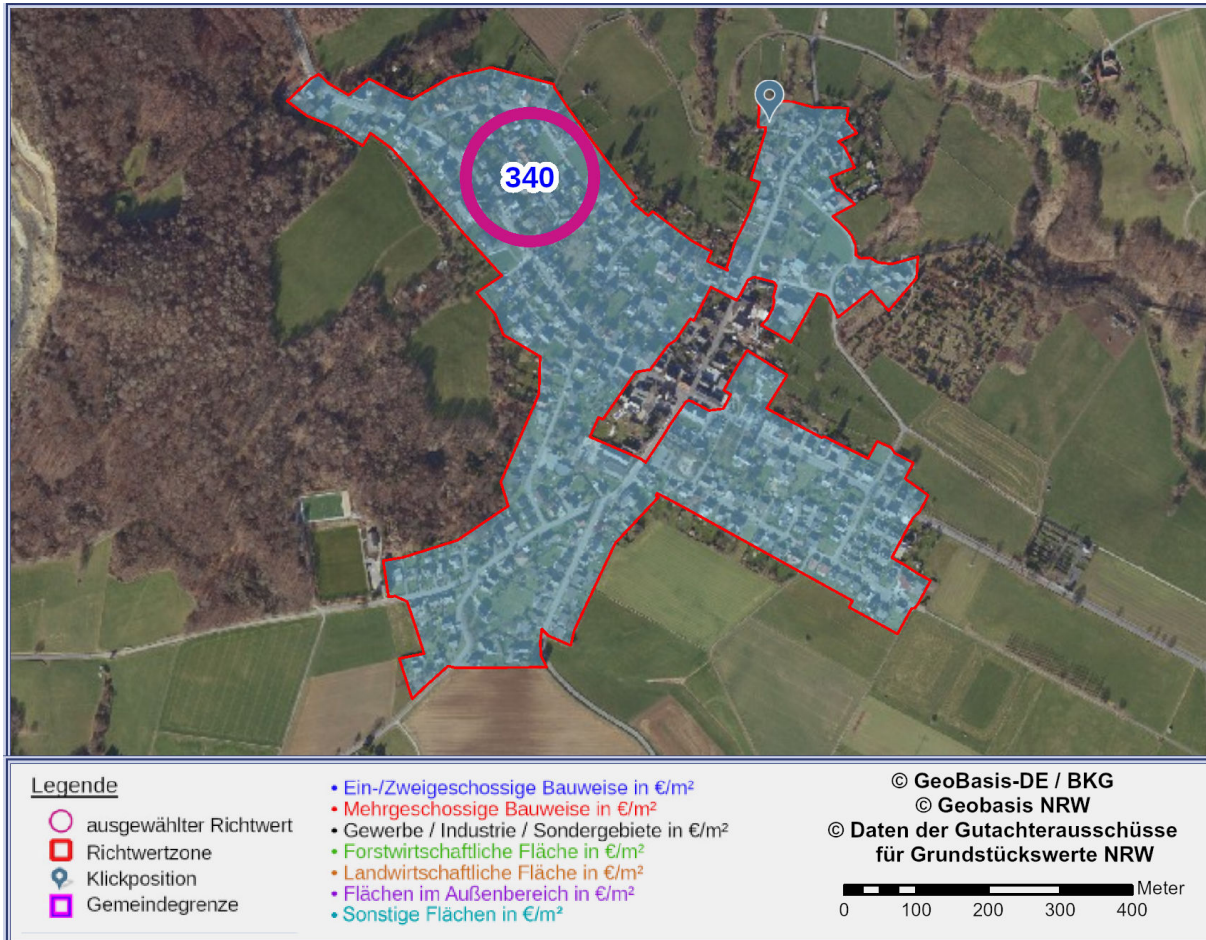 340
Legende
ausgewählter Richtwert
Richtwertzone
Klickposition
Gemeindegrenze
• Ein-/Zweigeschossige Bauweise in €/m²
• Mehrgeschossige Bauweise in €/m²
• Gewerbe / Industrie / Sondergebiete in €/m²
• Forstwirtschaftliche Fläche in €/m²
• Landwirtschaftliche Fläche in €/m²
• Flächen im Außenbereich in €/m²
• Sonstige Flächen in €/m²
© GeoBasis-DE / BKG
© Geobasis NRW
© Daten der Gutachterausschüsse
für Grundstückswerte NRW
Meter
0 100 200 300 400